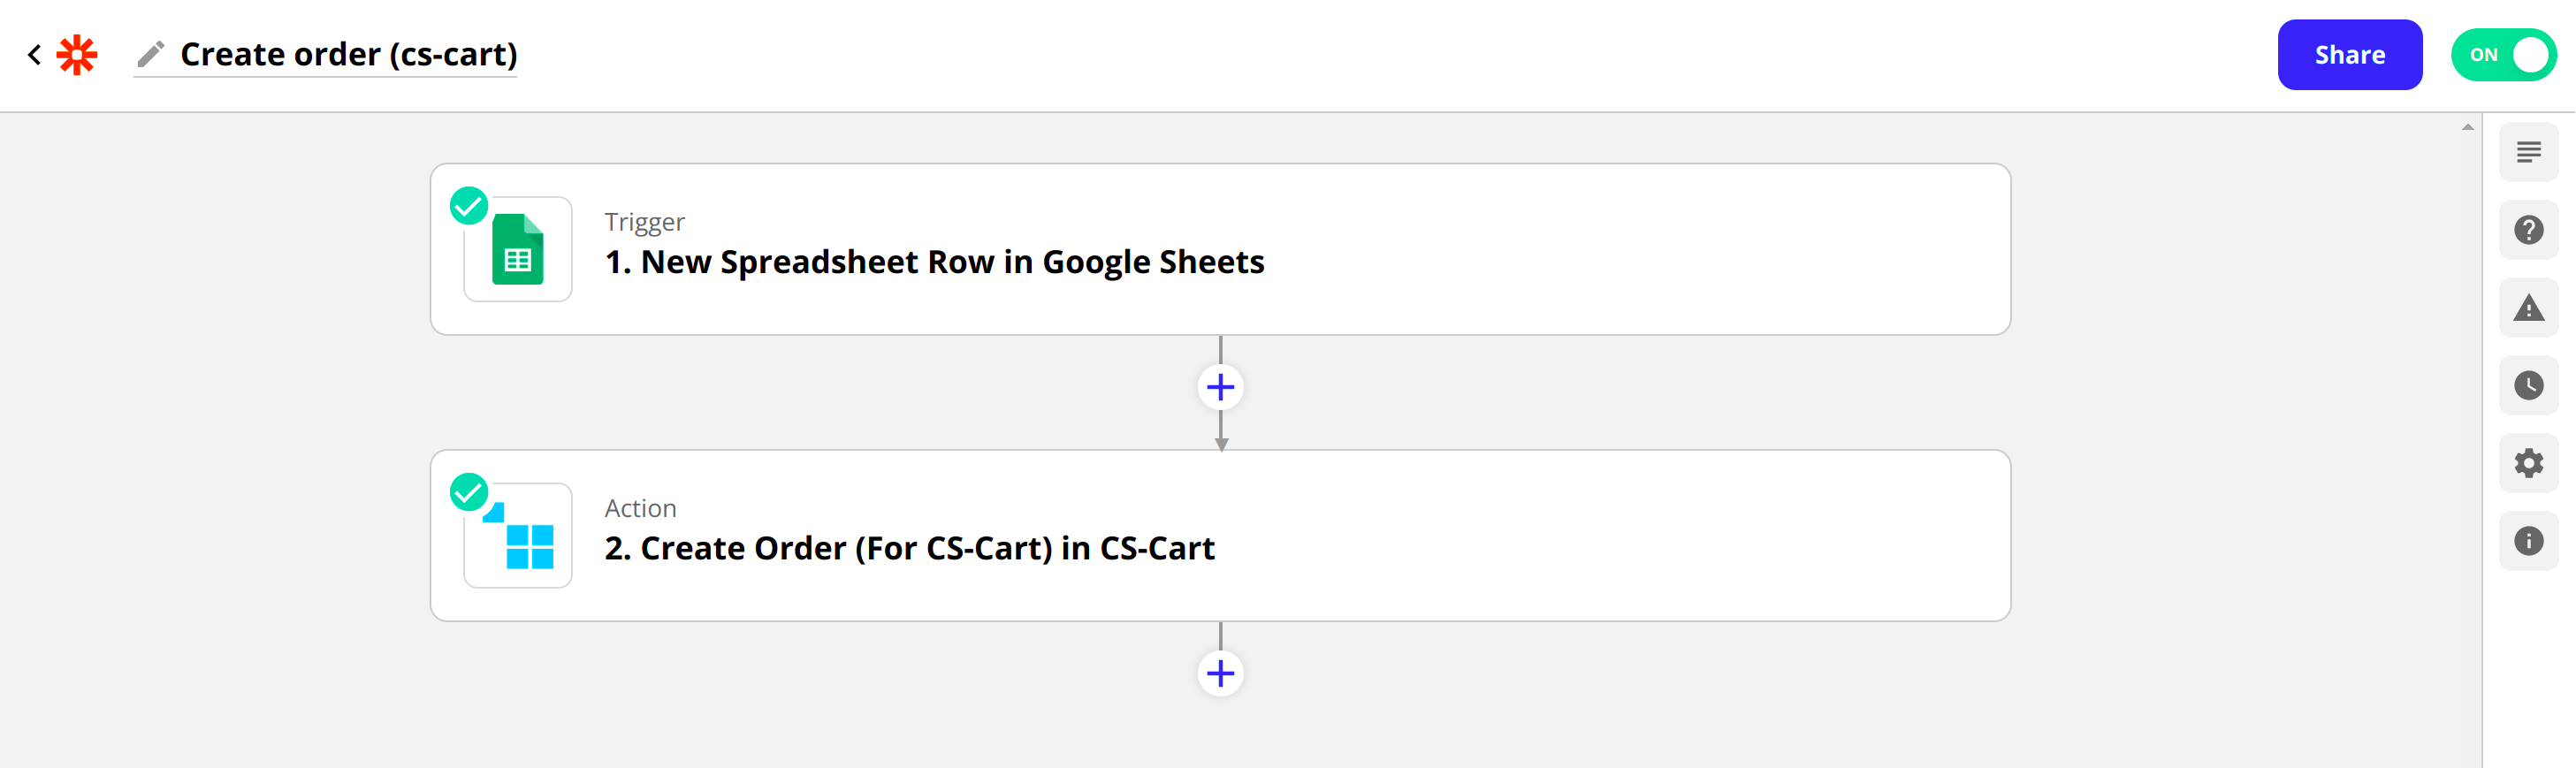 Create order (cs-cart)
Share
ON
Trigger
1. New Spreadsheet Row in Google Sheets
Action
2. Create Order (For CS-Cart) in CS-Cart